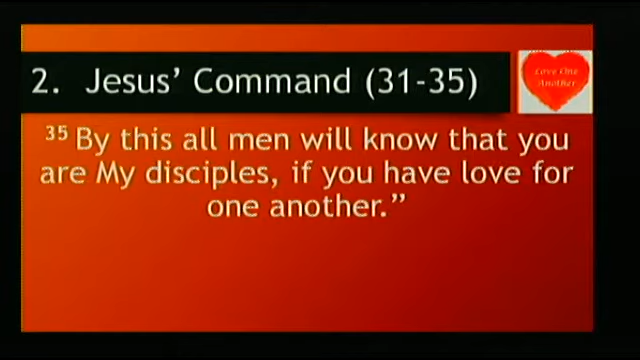 2. Jesus’ Command (31-35)
Love One
Another
35 By this all men will know that you
are My disciples, if you have love for
one another.”